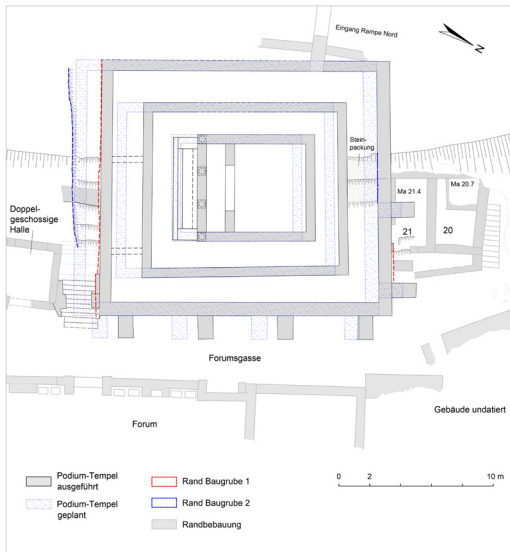 Eingang Rampe Nord
N
Stein-
packung
Ma 21.4
Ma 20.7
Doppel-
geschossige
Halle
21
20
Forumsgasse
Gebäude undatiert
Forum
Podium-Tempel
ausgeführt
Podium-Tempel
geplant
Rand Baugrube 1
Rand Baugrube 2
Randbebauung
0
2
10 m